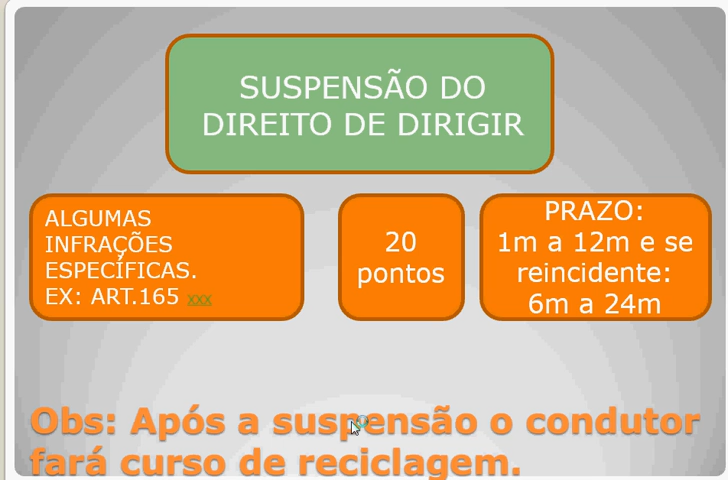 SUSPENSÃO DO
DIREITO DE DIRIGIR
ALGUMAS
INFRAÇÕES
ESPECÍFICAS.
EX: ART.165 xxx
20
pontos
PRAZO:
1m a 12m e se
reincidente:
6m a 24m
Obs: Após a suspensão o condutor
fará curso de reciclagem.